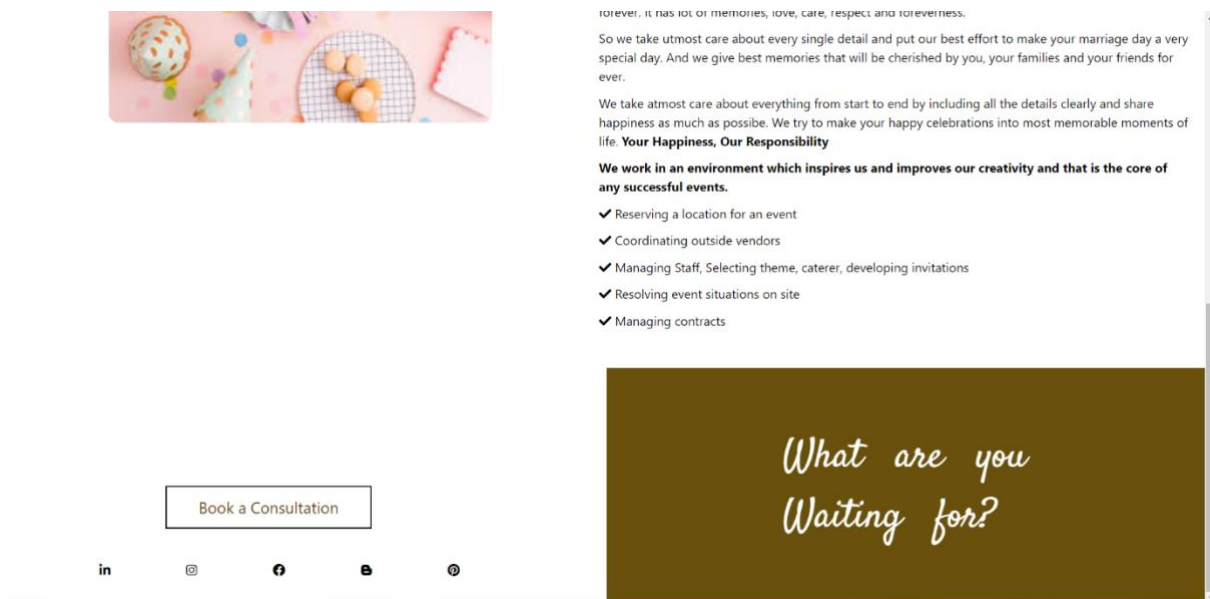 forever. It has lot of memories, love, care, respect and foreverness.
So we take utmost care about every single detail and put our best effort to make your marriage day a very
special day. And we give best memories that will be cherished by you, your families and your friends for
ever.
We take atmost care about everything from start to end by including all the details clearly and share
happiness as much as possibe. We try to make your happy celebrations into most memorable moments of
life. Your Happiness, Our Responsibility
We work in an environment which inspires us and improves our creativity and that is the core of
any successful events.
Reserving a location for an event
Coordinating outside vendors
Managing Staff, Selecting theme, caterer, developing invitations
Resolving event situations on site
Managing contracts
What are you
Waiting for?
Book a Consultation